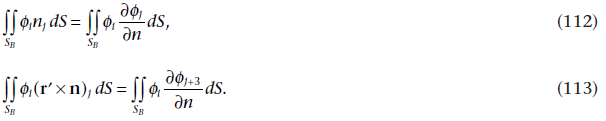 ∬_{S_B} ϕ_i n_j dS = ∬_{S_B} ϕ_i ∂ϕ_j/∂n dS, (112)
∬_{S_B} ϕ_i (r′ × n)_j dS = ∬_{S_B} ϕ_i ∂ϕ_{j+3}/∂n dS. (113)